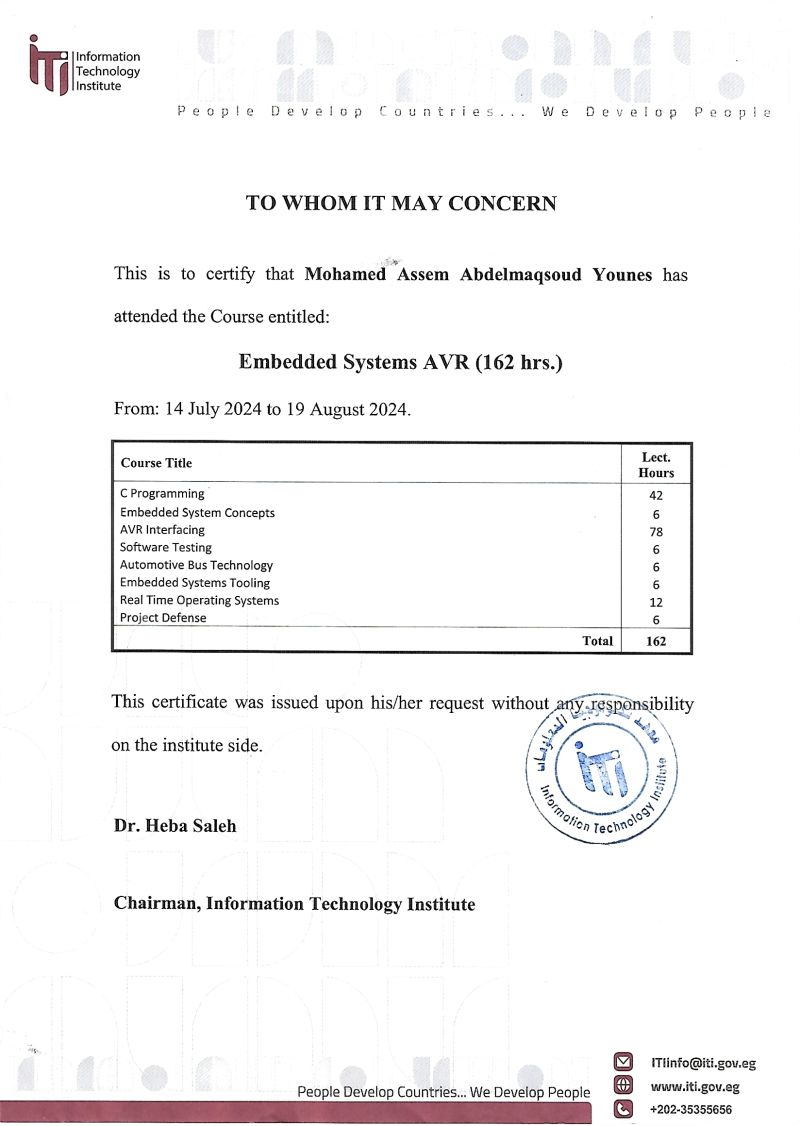 iTi
Information
Technology
Institute
People Develop Countries... We Develop People
TO WHOM IT MAY CONCERN
This is to certify that Mohamed Assem Abdelmaqsoud Younes has
attended the Course entitled:
Embedded Systems AVR (162 hrs.)
From: 14 July 2024 to 19 August 2024.
Course Title Lect. Hours
C Programming 42
Embedded System Concepts 6
AVR Interfacing 78
Software Testing 6
Automotive Bus Technology 6
Embedded Systems Tooling 6
Real Time Operating Systems 12
Project Defense 6
Total 162
This certificate was issued upon his/her request without any responsibility
on the institute side.
معهد تكنولوجيا المعلومات
iTi
Information Technology Institute
Dr. Heba Saleh
Chairman, Information Technology Institute
ITIinfo@iti.gov.eg
www.iti.gov.eg
+202-35355656
People Develop Countries... We Develop People